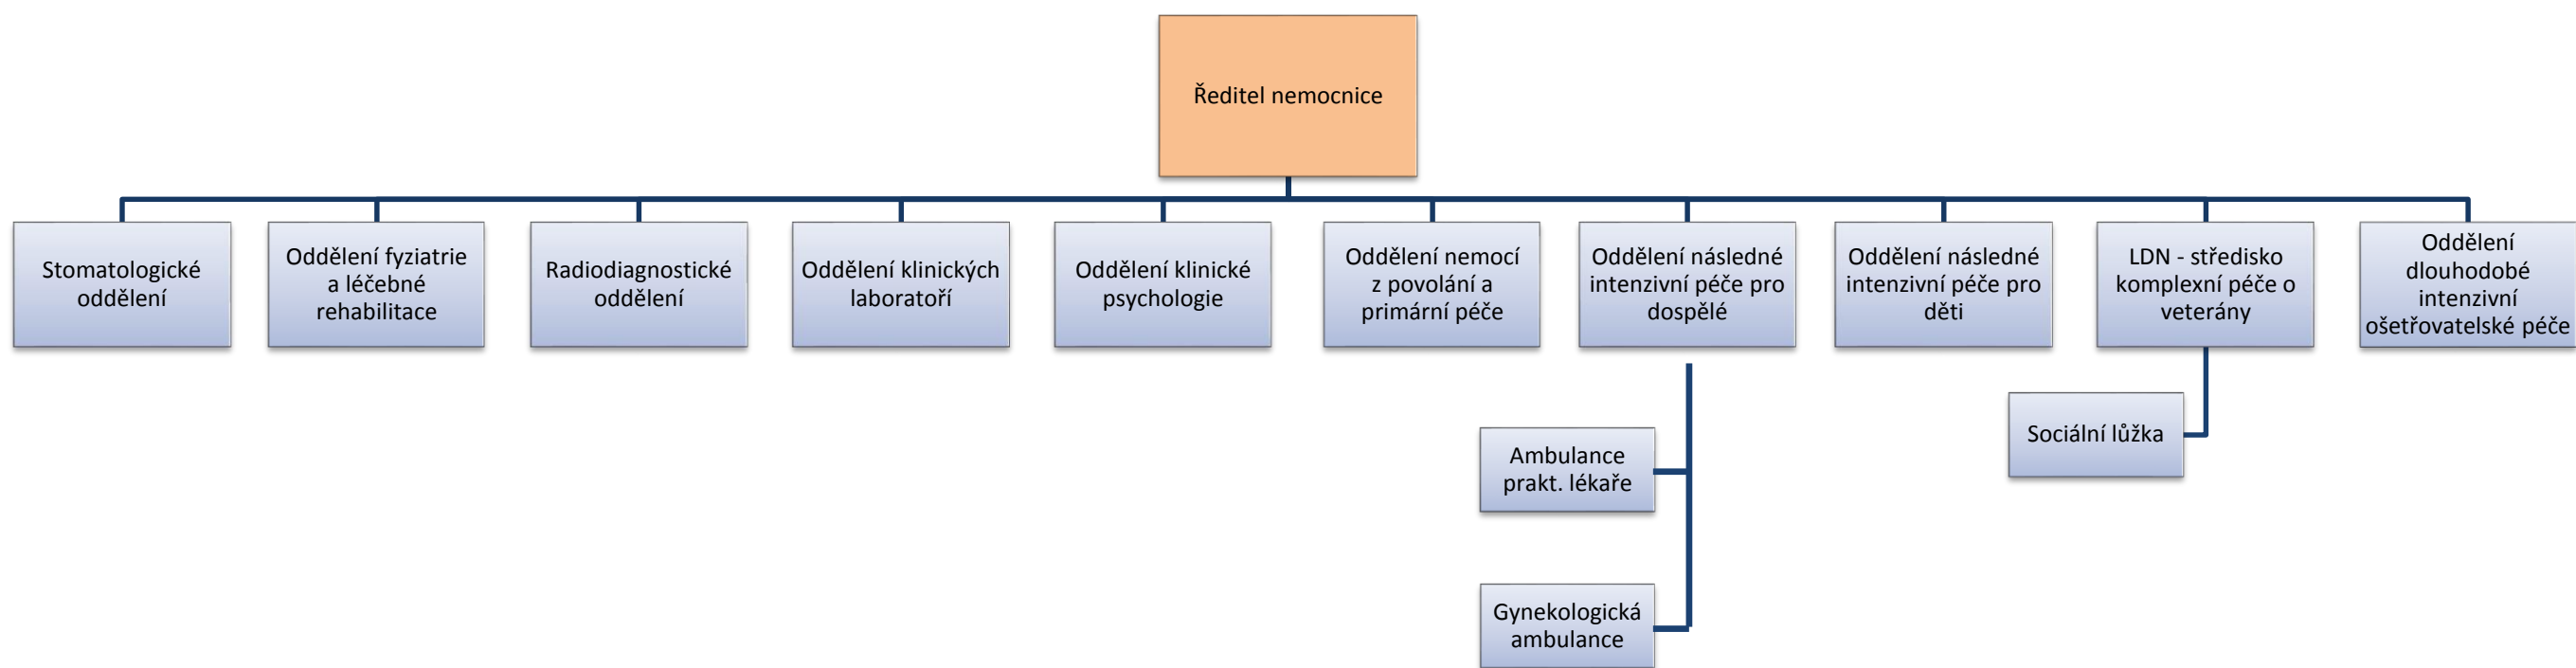 Ředitel nemocnice
Stomatologické
oddělení
Oddělení fyziatrie
a léčebné
rehabilitace
Radiodiagnostické
oddělení
Oddělení klinických
laboratoří
Oddělení klinické
psychologie
Oddělení nemocí
z povolání a
primární péče
Oddělení následné
intenzivní péče pro
dospělé
Oddělení následné
intenzivní péče pro
děti
LDN - středisko
komplexní péče o
veterány
Oddělení
dlouhodobé
intenzivní
ošetřovatelské péče
Ambulance
prakt. lékaře
Sociální lůžka
Gynekologická
ambulance